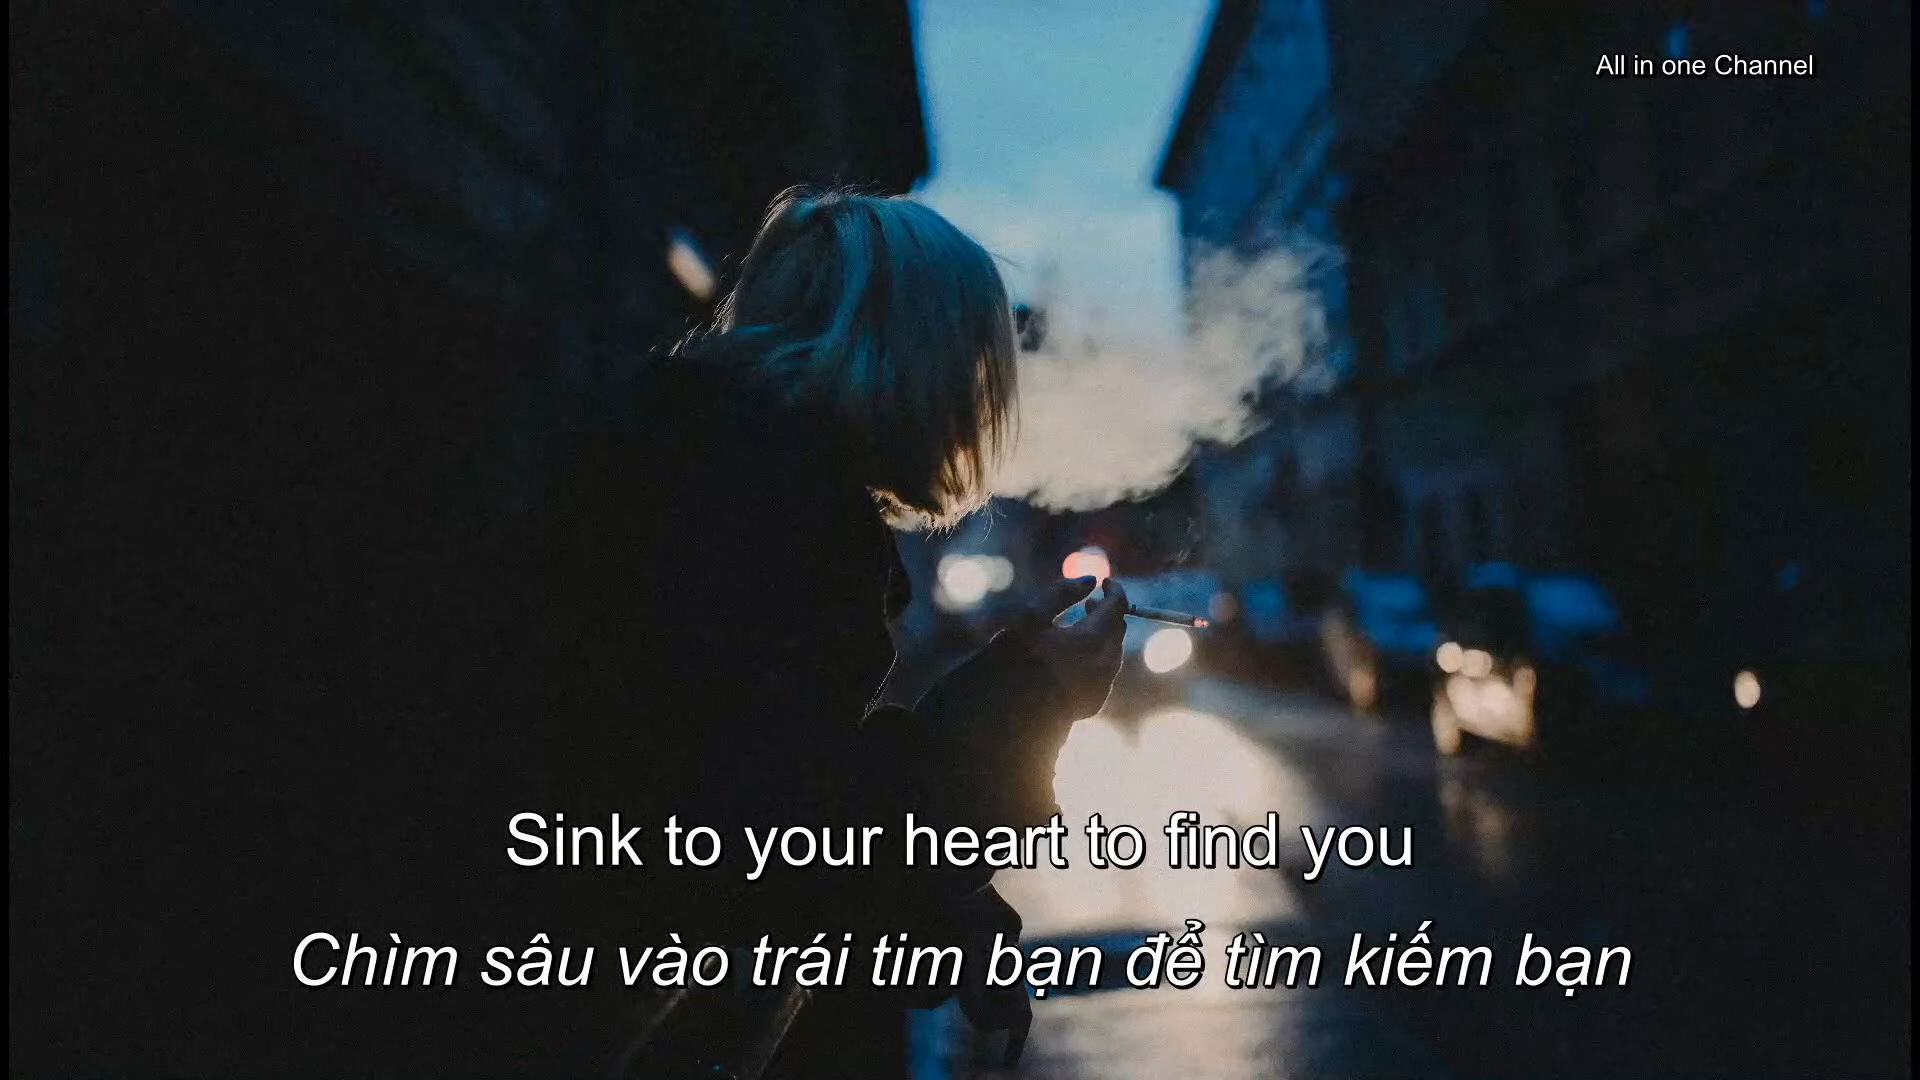 All in one Channel
Sink to your heart to find you
Chìm sâu vào trái tim bạn để tìm kiếm bạn